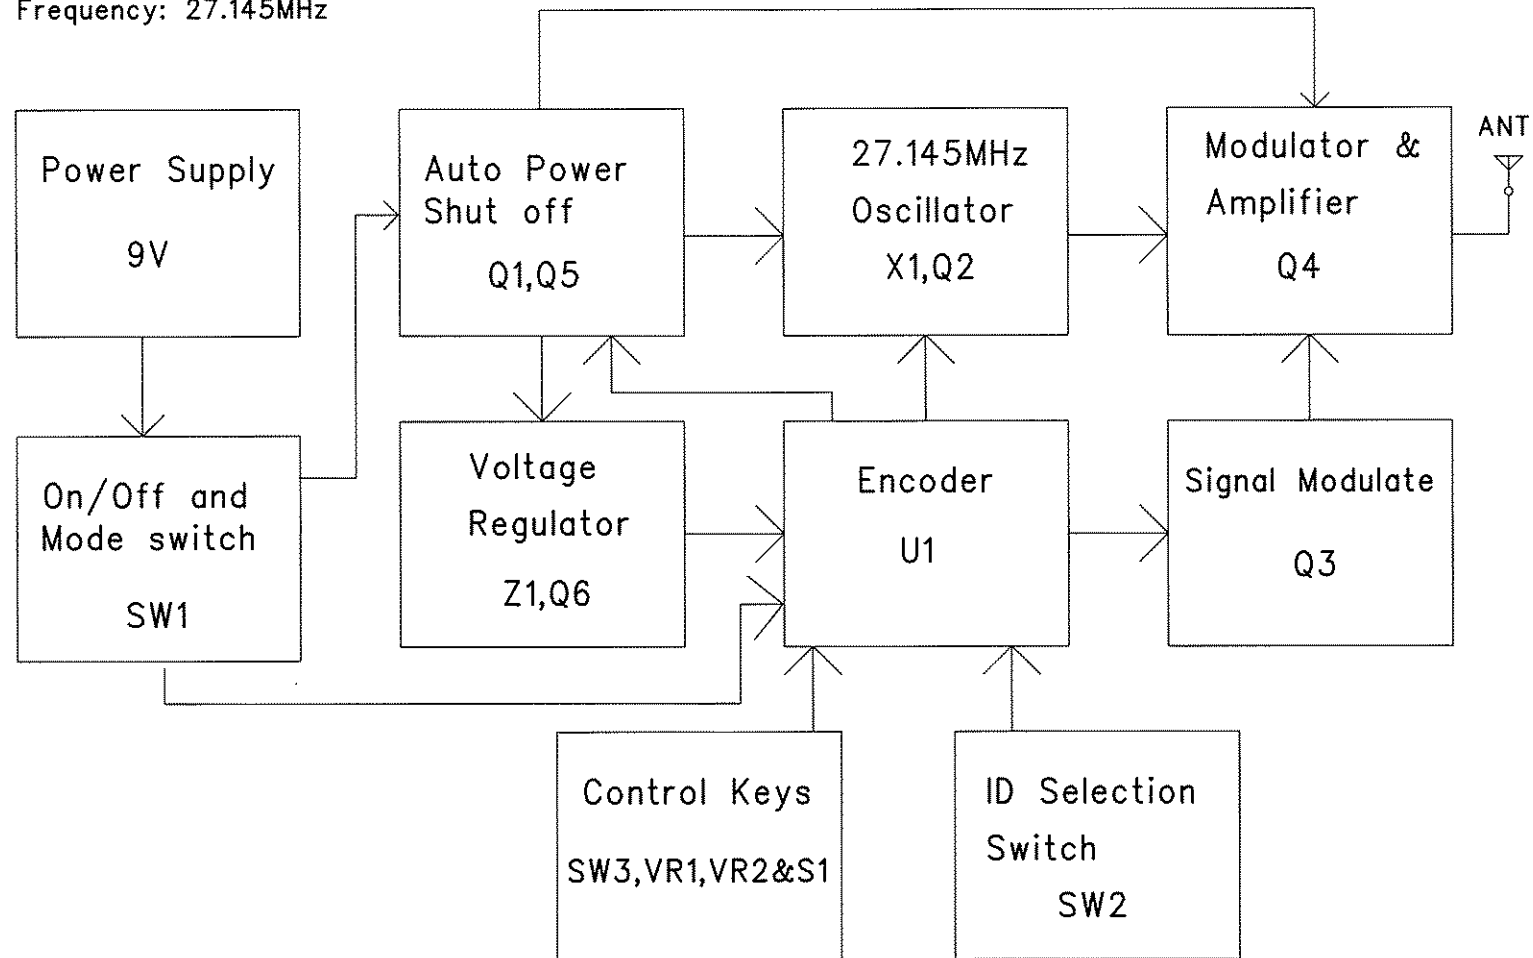 Frequency: 27.145MHz
Power Supply
9V
Auto Power
Shut off
Q1,Q5
27.145MHz
Oscillator
X1,Q2
Modulator &
Amplifier
Q4
ANT
On/Off and
Mode switch
SW1
Voltage
Regulator
Z1,Q6
Encoder
U1
Signal Modulate
Q3
Control Keys
SW3,VR1,VR2&S1
ID Selection
Switch
SW2